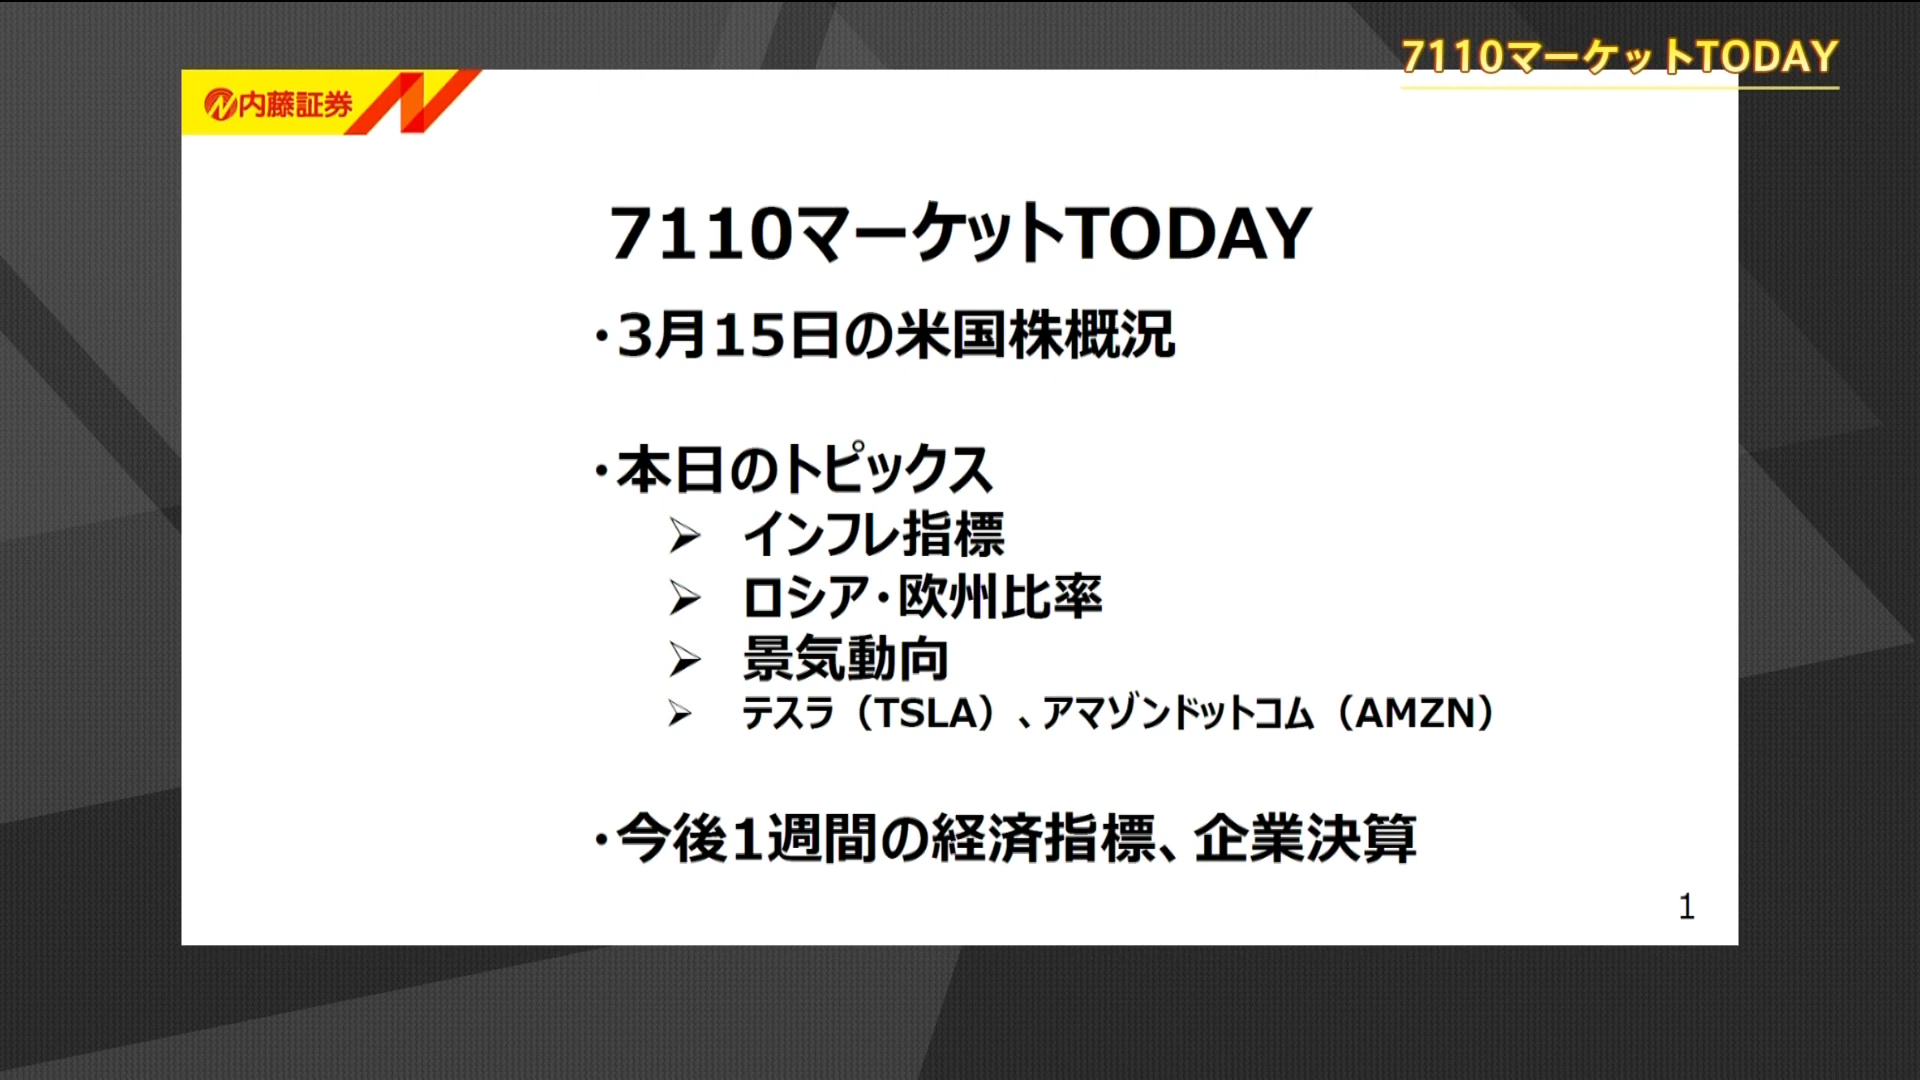 7110マーケットTODAY
内藤証券
7110マーケットTODAY
・3月15日の米国株概況
・本日のトピックス
➢ インフレ指標
➢ ロシア・欧州比率
➢ 景気動向
➢ テスラ（TSLA）、アマゾンドットコム（AMZN）
・今後1週間の経済指標、企業決算
1